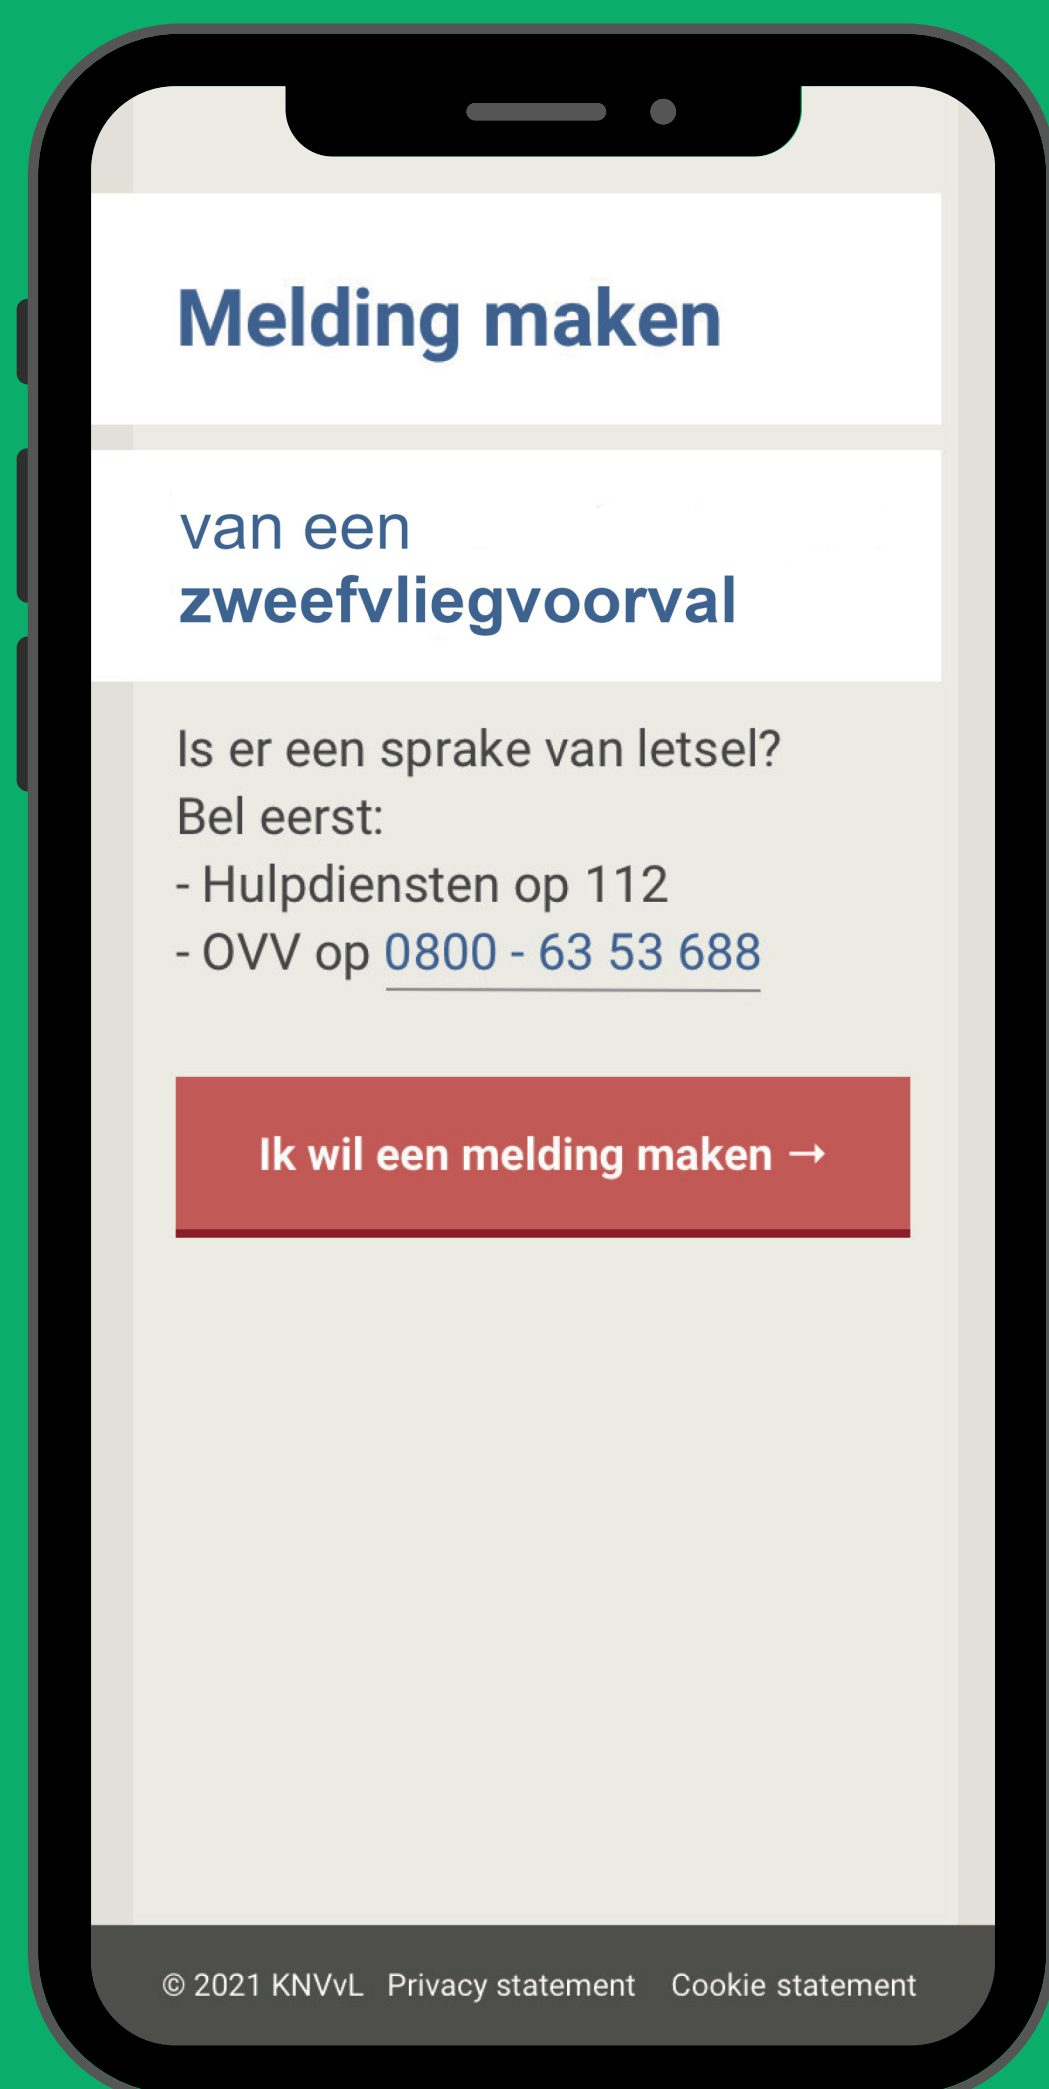 Melding maken
van een
zweefvliegvoorval
Is er een sprake van letsel?
Bel eerst:
- Hulpdiensten op 112
- OVV op 0800 - 63 53 688
Ik wil een melding maken →
© 2021 KNVvL Privacy statement Cookie statement